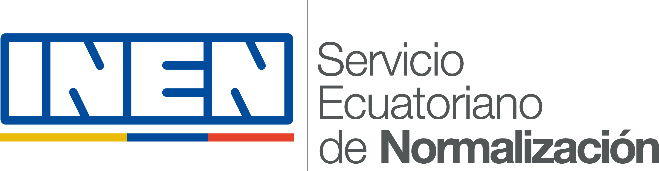 INEN
Servicio
Ecuatoriano
de Normalización